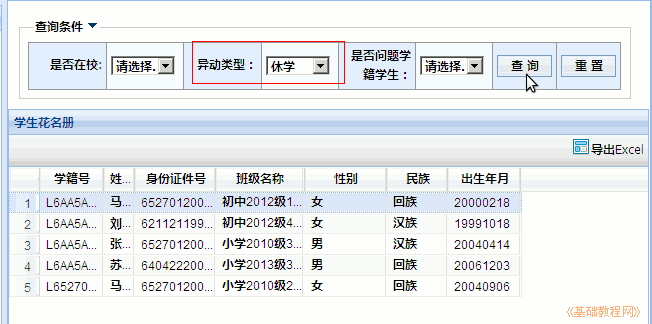 查询条件
是否在校: 请选择. 异动类型： 休学 是否问题学籍学生： 请选择. 查 询 重 置
学生花名册
导出Excel
学籍号 姓... 身份证件号 班级名称 性别 民族 出生年月
1 L6AA5A... 马... 652701200... 初中2012级1... 女 回族 20000218
2 L6AA5A... 刘... 621121199... 初中2012级4... 女 汉族 19991018
3 L6AA5A... 张... 652701200... 小学2010级3... 男 汉族 20040414
4 L6AA5A... 苏... 640422200... 小学2013级3... 男 回族 20061203
5 L65270... 马... 652701200... 小学2010级2... 女 回族 20040906
《基础教程网》